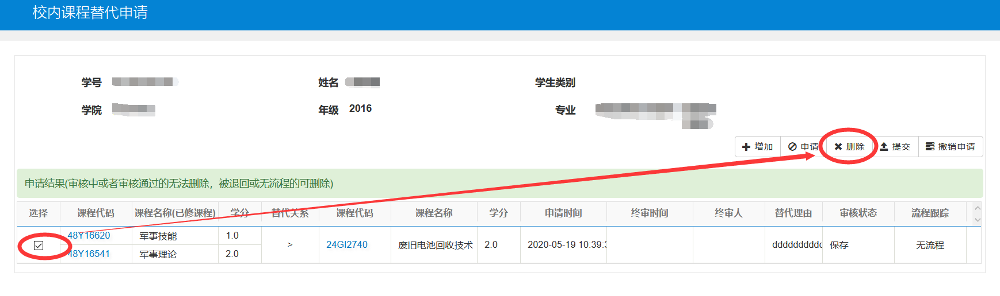 校内课程替代申请
学号 姓名 学生类别
学院 年级 2016 专业
增加 申请 删除 提交 撤销申请
申请结果(审核中或者审核通过的无法删除，被退回或无流程的可删除)
选择 课程代码 课程名称(已修课程) 学分 替代关系 课程代码 课程名称 学分 申请时间 终审时间 终审人 替代理由 审核状态 流程跟踪
48Y16620 军事技能 1.0
> 24GI2740 废旧电池回收技术 2.0 2020-05-19 10:39: dddddddddd 保存 无流程
48Y16541 军事理论 2.0